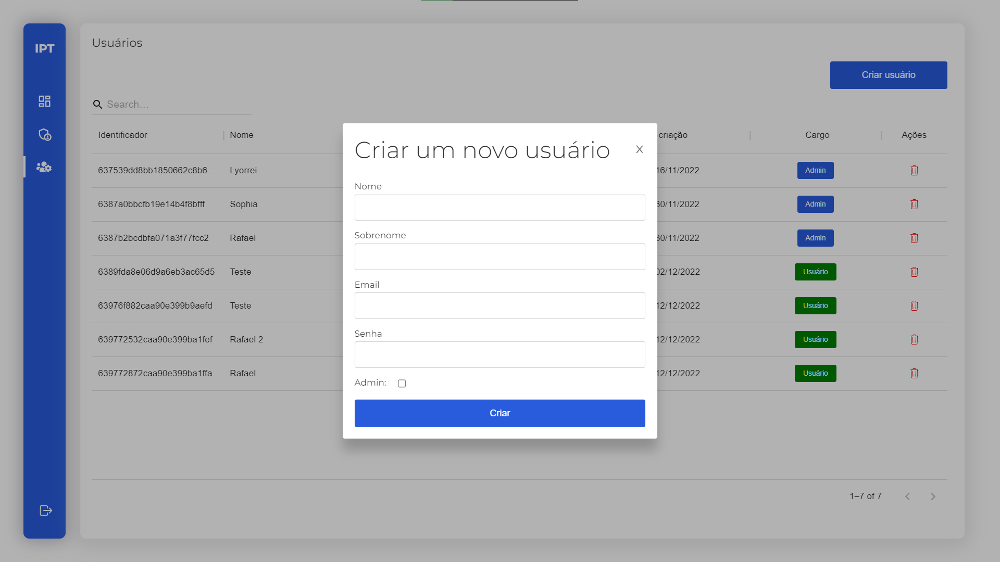 IPT
Usuários
Criar usuário
Search...
Identificador Nome criação Cargo Ações
637539dd8bb1850662c8b6... Lyorrei 16/11/2022 Admin
6387a0bbcfb19e14b4f8bfff Sophia 30/11/2022 Admin
6387b2bcdbfa071a3f77fcc2 Rafael 30/11/2022 Admin
6389fda8e06d9a6eb3ac65d5 Teste 02/12/2022 Usuário
63976f882caa90e399b9aefd Teste 12/12/2022 Usuário
639772532caa90e399ba1fef Rafael 2 12/12/2022 Usuário
639772872caa90e399ba1ffa Rafael 12/12/2022 Usuário
1–7 of 7
Criar um novo usuário
X
Nome
Sobrenome
Email
Senha
Admin:
Criar